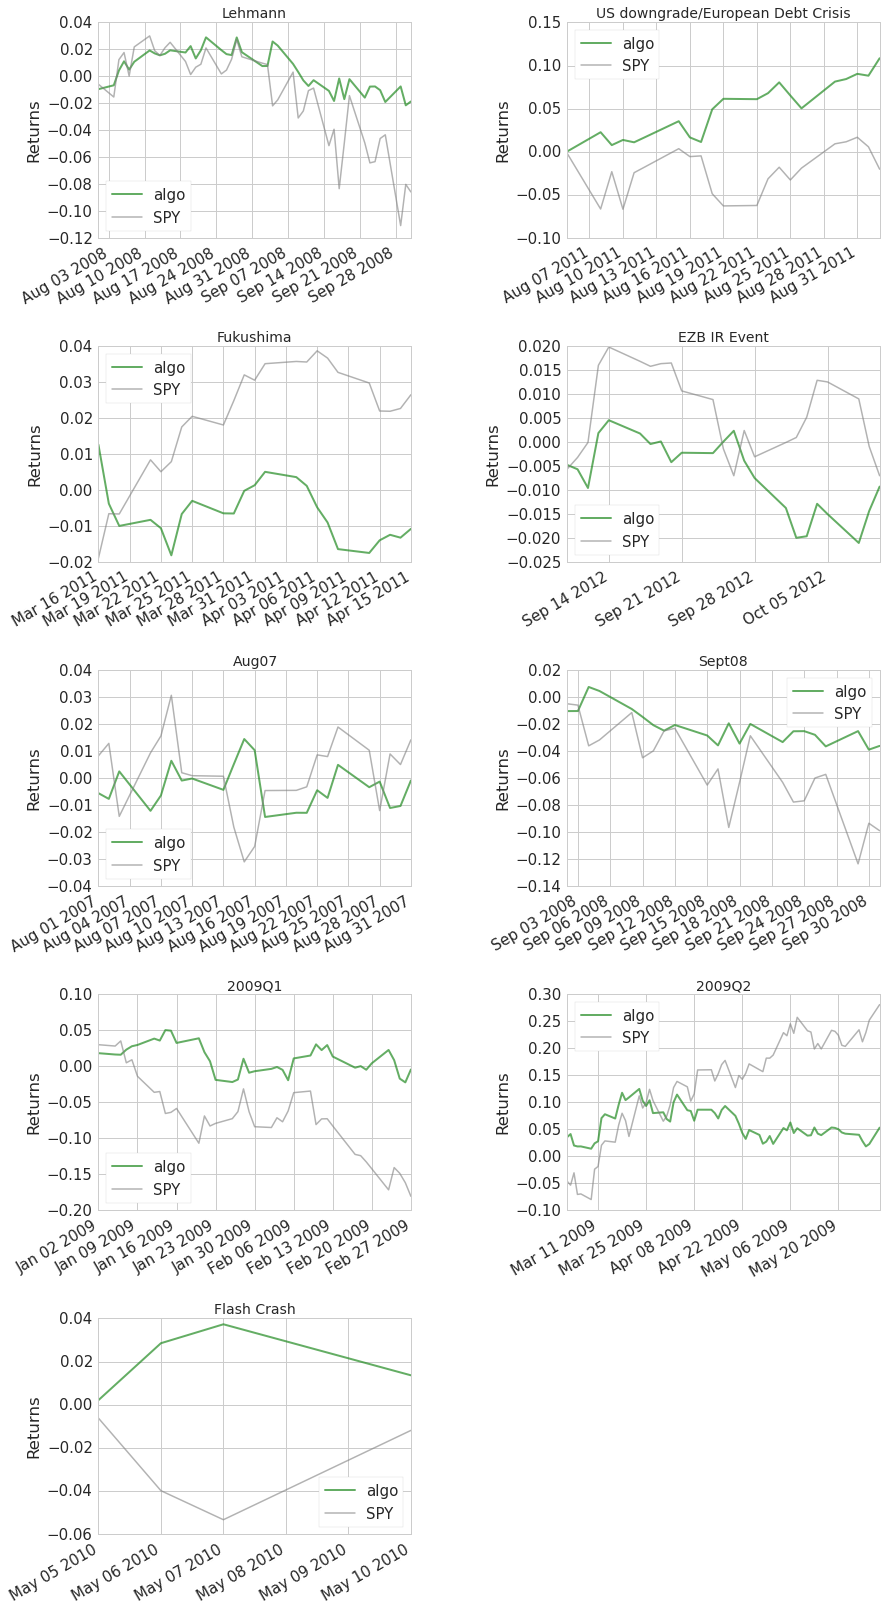 Lehmann
0.04
0.02
0.00
−0.02
−0.04
−0.06
−0.08
−0.10
−0.12
Returns
algo
SPY
Aug 03 2008
Aug 10 2008
Aug 17 2008
Aug 24 2008
Aug 31 2008
Sep 07 2008
Sep 14 2008
Sep 21 2008
Sep 28 2008
US downgrade/European Debt Crisis
0.15
0.10
0.05
0.00
−0.05
−0.10
Returns
algo
SPY
Aug 07 2011
Aug 10 2011
Aug 13 2011
Aug 16 2011
Aug 19 2011
Aug 22 2011
Aug 25 2011
Aug 28 2011
Aug 31 2011
Fukushima
0.04
0.03
0.02
0.01
0.00
−0.01
−0.02
Returns
algo
SPY
Mar 16 2011
Mar 19 2011
Mar 22 2011
Mar 25 2011
Mar 28 2011
Mar 31 2011
Apr 03 2011
Apr 06 2011
Apr 09 2011
Apr 12 2011
Apr 15 2011
EZB IR Event
0.020
0.015
0.010
0.005
0.000
−0.005
−0.010
−0.015
−0.020
−0.025
Returns
algo
SPY
Sep 14 2012
Sep 21 2012
Sep 28 2012
Oct 05 2012
Aug07
0.04
0.03
0.02
0.01
0.00
−0.01
−0.02
−0.03
−0.04
Returns
algo
SPY
Aug 01 2007
Aug 04 2007
Aug 07 2007
Aug 10 2007
Aug 13 2007
Aug 16 2007
Aug 19 2007
Aug 22 2007
Aug 25 2007
Aug 28 2007
Aug 31 2007
Sept08
0.02
0.00
−0.02
−0.04
−0.06
−0.08
−0.10
−0.12
−0.14
Returns
algo
SPY
Sep 03 2008
Sep 06 2008
Sep 09 2008
Sep 12 2008
Sep 15 2008
Sep 18 2008
Sep 21 2008
Sep 24 2008
Sep 27 2008
Sep 30 2008
2009Q1
0.10
0.05
0.00
−0.05
−0.10
−0.15
−0.20
Returns
algo
SPY
Jan 02 2009
Jan 09 2009
Jan 16 2009
Jan 23 2009
Jan 30 2009
Feb 06 2009
Feb 13 2009
Feb 20 2009
Feb 27 2009
2009Q2
0.30
0.25
0.20
0.15
0.10
0.05
0.00
−0.05
−0.10
Returns
algo
SPY
Mar 11 2009
Mar 25 2009
Apr 08 2009
Apr 22 2009
May 06 2009
May 20 2009
Flash Crash
0.04
0.02
0.00
−0.02
−0.04
−0.06
Returns
algo
SPY
May 05 2010
May 06 2010
May 07 2010
May 08 2010
May 09 2010
May 10 2010